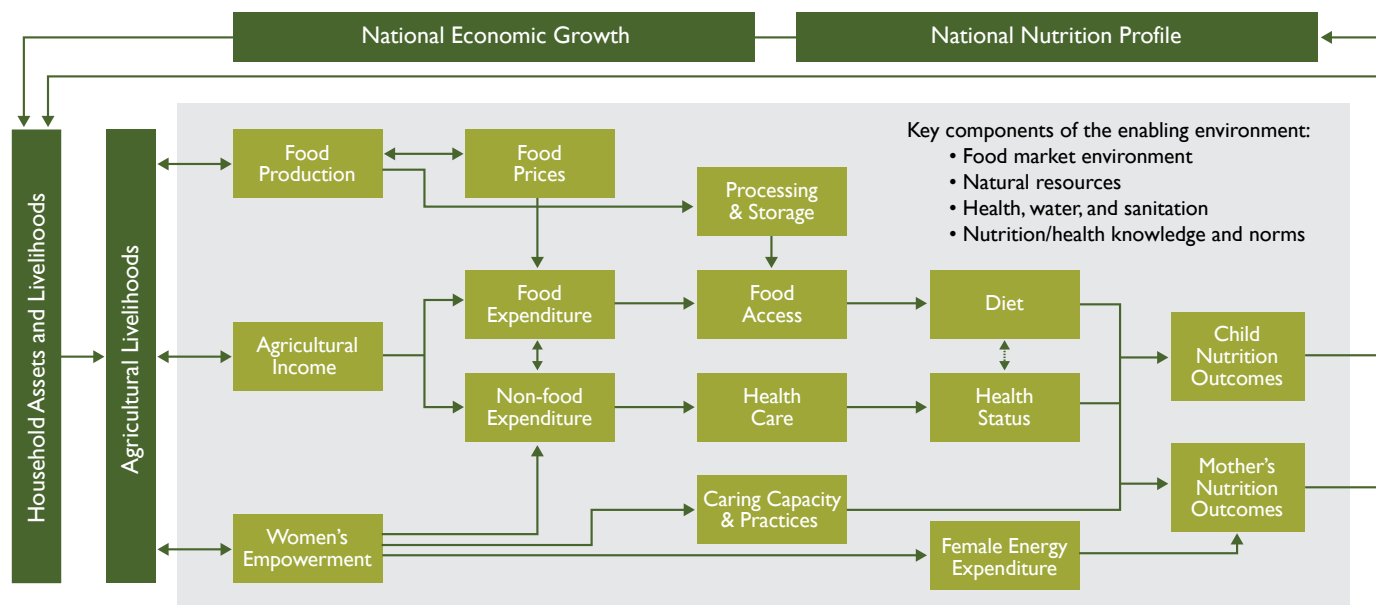 National Economic Growth
National Nutrition Profile
Household Assets and Livelihoods
Agricultural Livelihoods
Key components of the enabling environment:
• Food market environment
• Natural resources
• Health, water, and sanitation
• Nutrition/health knowledge and norms
Food
Production
Food
Prices
Processing
& Storage
Food
Expenditure
Food
Access
Diet
Agricultural
Income
Child
Nutrition
Outcomes
Non-food
Expenditure
Health
Care
Health
Status
Mother’s
Nutrition
Outcomes
Caring Capacity
& Practices
Women’s
Empowerment
Female Energy
Expenditure